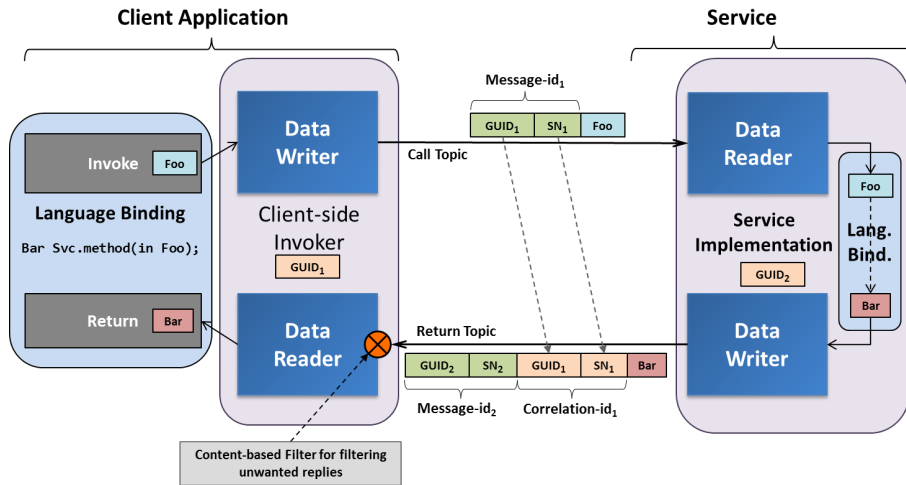 Client Application
Service
Message-id₁
GUID₁ SN₁ Foo
Data
Writer
Data
Reader
Invoke Foo
Call Topic
Foo
Language Binding
Client-side
Invoker
Service
Implementation
Lang.
Bind.
Bar Svc.method(in Foo);
GUID₁
GUID₂
Bar
Return Bar
Data
Reader
Return Topic
Data
Writer
GUID₂ SN₂ GUID₁ SN₁ Bar
Message-id₂
Correlation-id₁
Content-based Filter for filtering
unwanted replies